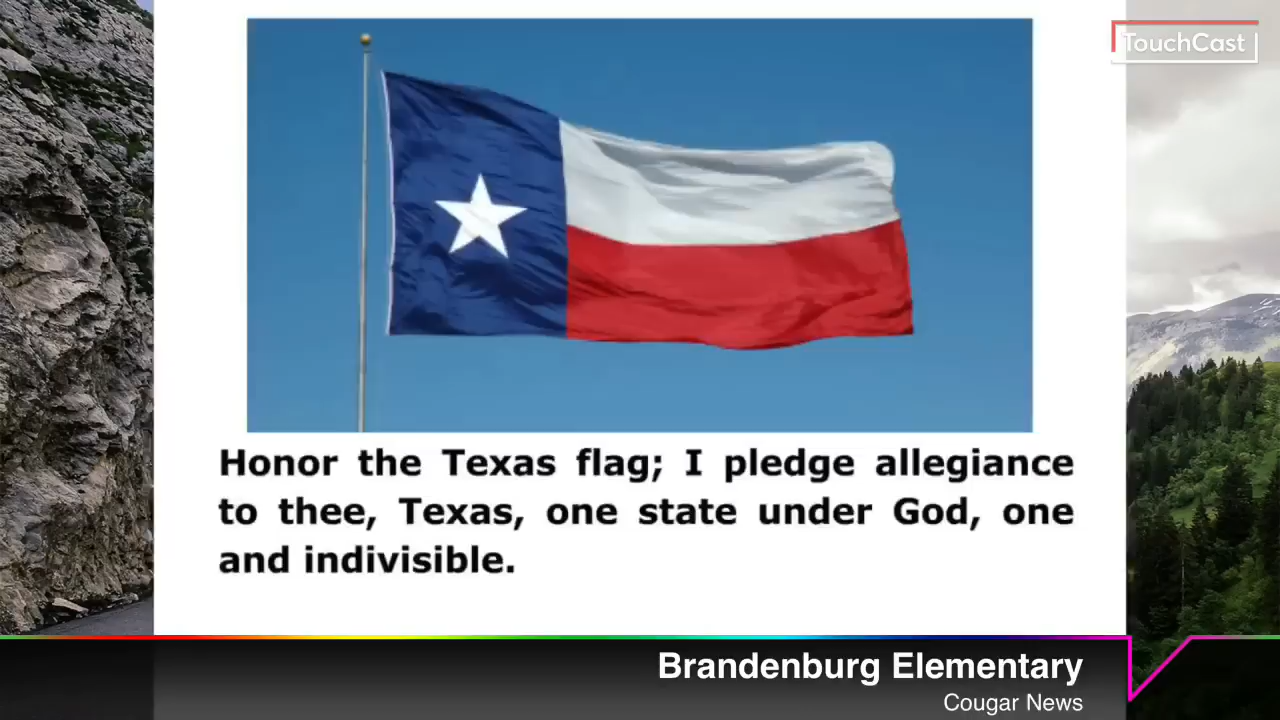 TouchCast
Honor the Texas flag; I pledge allegiance
to thee, Texas, one state under God, one
and indivisible.
Brandenburg Elementary
Cougar News